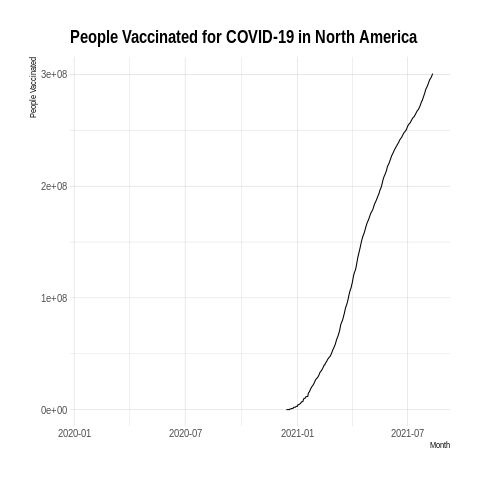 People Vaccinated for COVID-19 in North America
People Vaccinated
3e+08
2e+08
1e+08
0e+00
2020-01
2020-07
2021-01
2021-07
Month